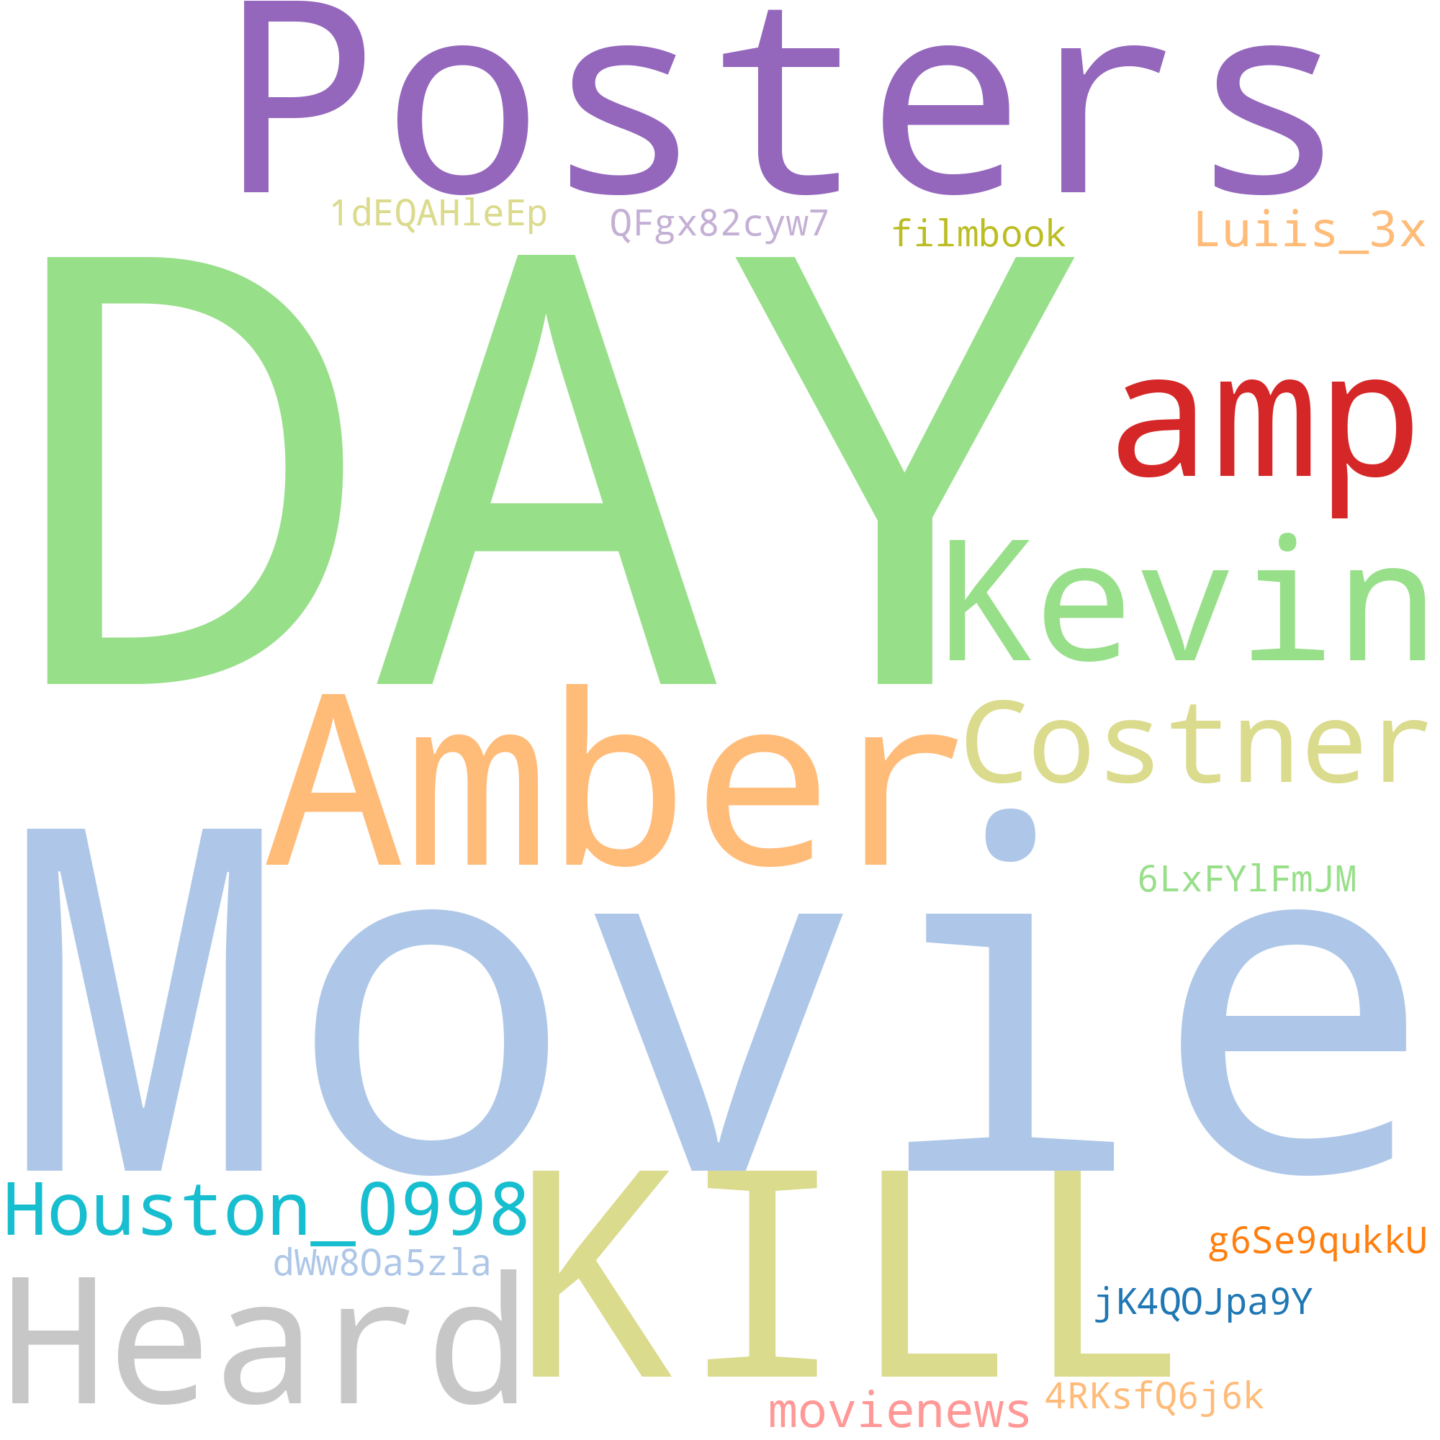 Posters
1dEQAHleEp
QFgx82cyw7
filmbook
Luiis_3x
DAY
amp
Kevin
Amber
Costner
Movie
6LxFYlFmJM
Houston_0998
KILL
dWw8Oa5zla
g6Se9qukkU
Heard
jK4QOJpa9Y
4RKsfQ6j6k
movienews